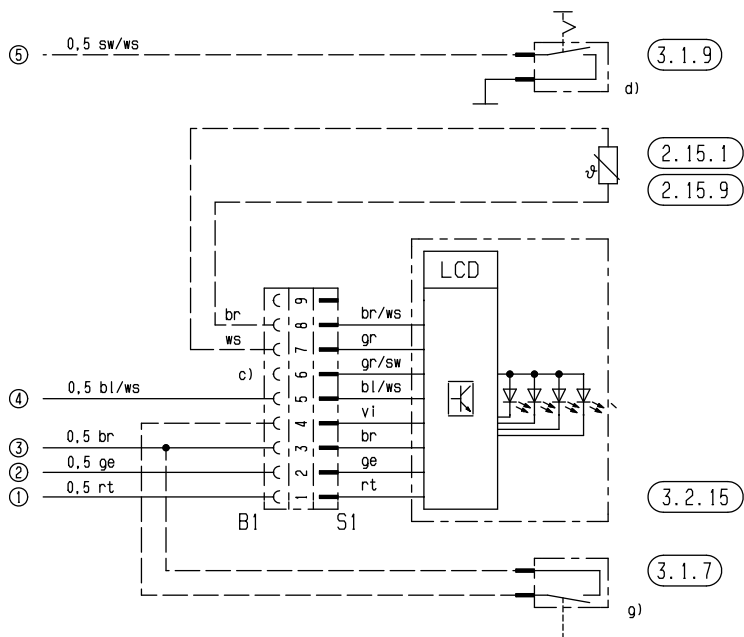 5 0,5 sw/ws 3.1.9
d)
2.15.1
ϑ
2.15.9
LCD
9
br 8 br/ws
ws 7 gr
c) 6 gr/sw
4 0,5 bl/ws 5 bl/ws
4 vi
3 0,5 br 3 br
2 0,5 ge 2 ge
1 0,5 rt 1 rt
3.2.15
B1 S1
3.1.7
g)